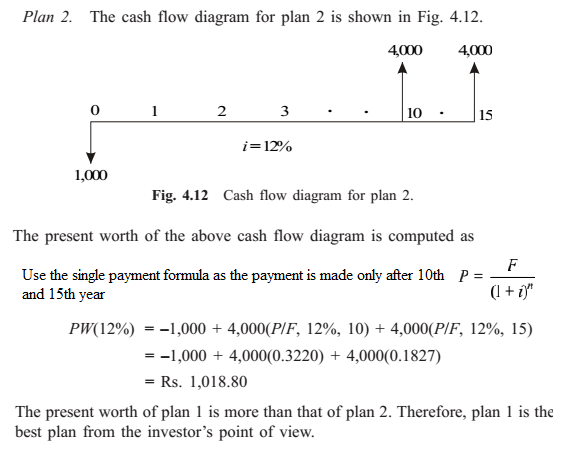 Plan 2. The cash flow diagram for plan 2 is shown in Fig. 4.12.
4,000 4,000
0 1 2 3 . . 10 . 15
i = 12%
1,000
Fig. 4.12 Cash flow diagram for plan 2.
The present worth of the above cash flow diagram is computed as
Use the single payment formula as the payment is made only after 10th P = F / (1 + i)^n
and 15th year
PW(12%) = –1,000 + 4,000(P/F, 12%, 10) + 4,000(P/F, 12%, 15)
= –1,000 + 4,000(0.3220) + 4,000(0.1827)
= Rs. 1,018.80
The present worth of plan 1 is more than that of plan 2. Therefore, plan 1 is the
best plan from the investor's point of view.